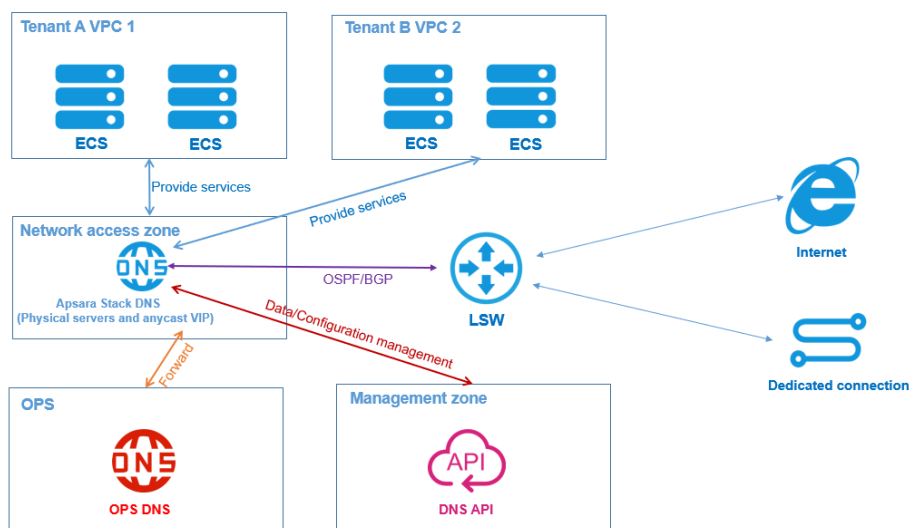 Tenant A VPC 1
Tenant B VPC 2
ECS
ECS
ECS
ECS
Provide services
Provide services
Network access zone
DNS
Apsara Stack DNS
(Physical servers and anycast VIP)
OSPF/BGP
LSW
Internet
Data/Configuration management
Forward
Dedicated connection
OPS
Management zone
DNS
OPS DNS
API
DNS API